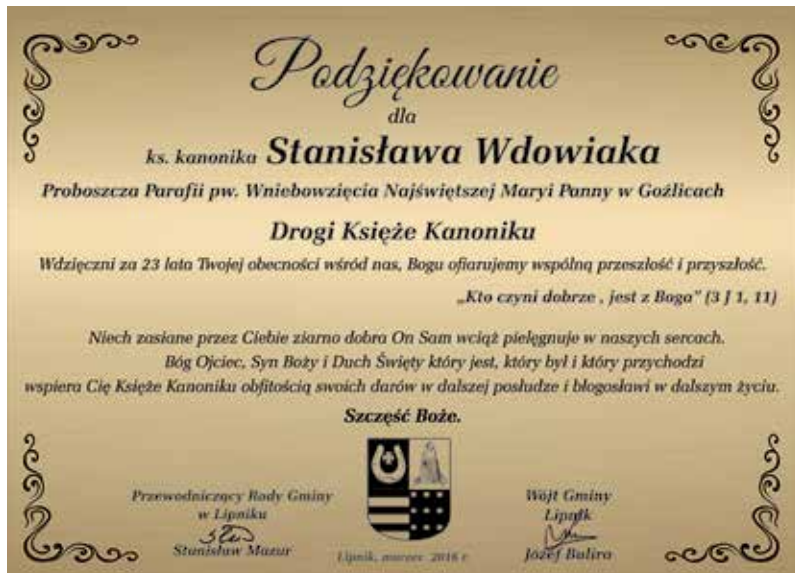 Podziękowanie
dla
ks. kanonika Stanisława Wdowiaka
Proboszcza Parafii pw. Wniebowzięcia Najświętszej Maryi Panny w Goźlicach
Drogi Księże Kanoniku
Wdzięczni za 23 lata Twojej obecności wśród nas, Bogu ofiarujemy wspólną przeszłość i przyszłość.
„Kto czyni dobrze , jest z Boga” (3 J 1, 11)
Niech zasiane przez Ciebie ziarno dobra On Sam wciąż pielęgnuje w naszych sercach.
Bóg Ojciec, Syn Boży i Duch Święty który jest, który był i który przychodzi
wspiera Cię Księże Kanoniku obfitością swoich darów w dalszej posłudze i błogosławi w dalszym życiu.
Szczęść Boże.
Przewodniczący Rady Gminy
w Lipniku
Stanisław Mazur
Wójt Gminy
Lipnik
Józef Bulira
Lipnik, marzec 2016 r.